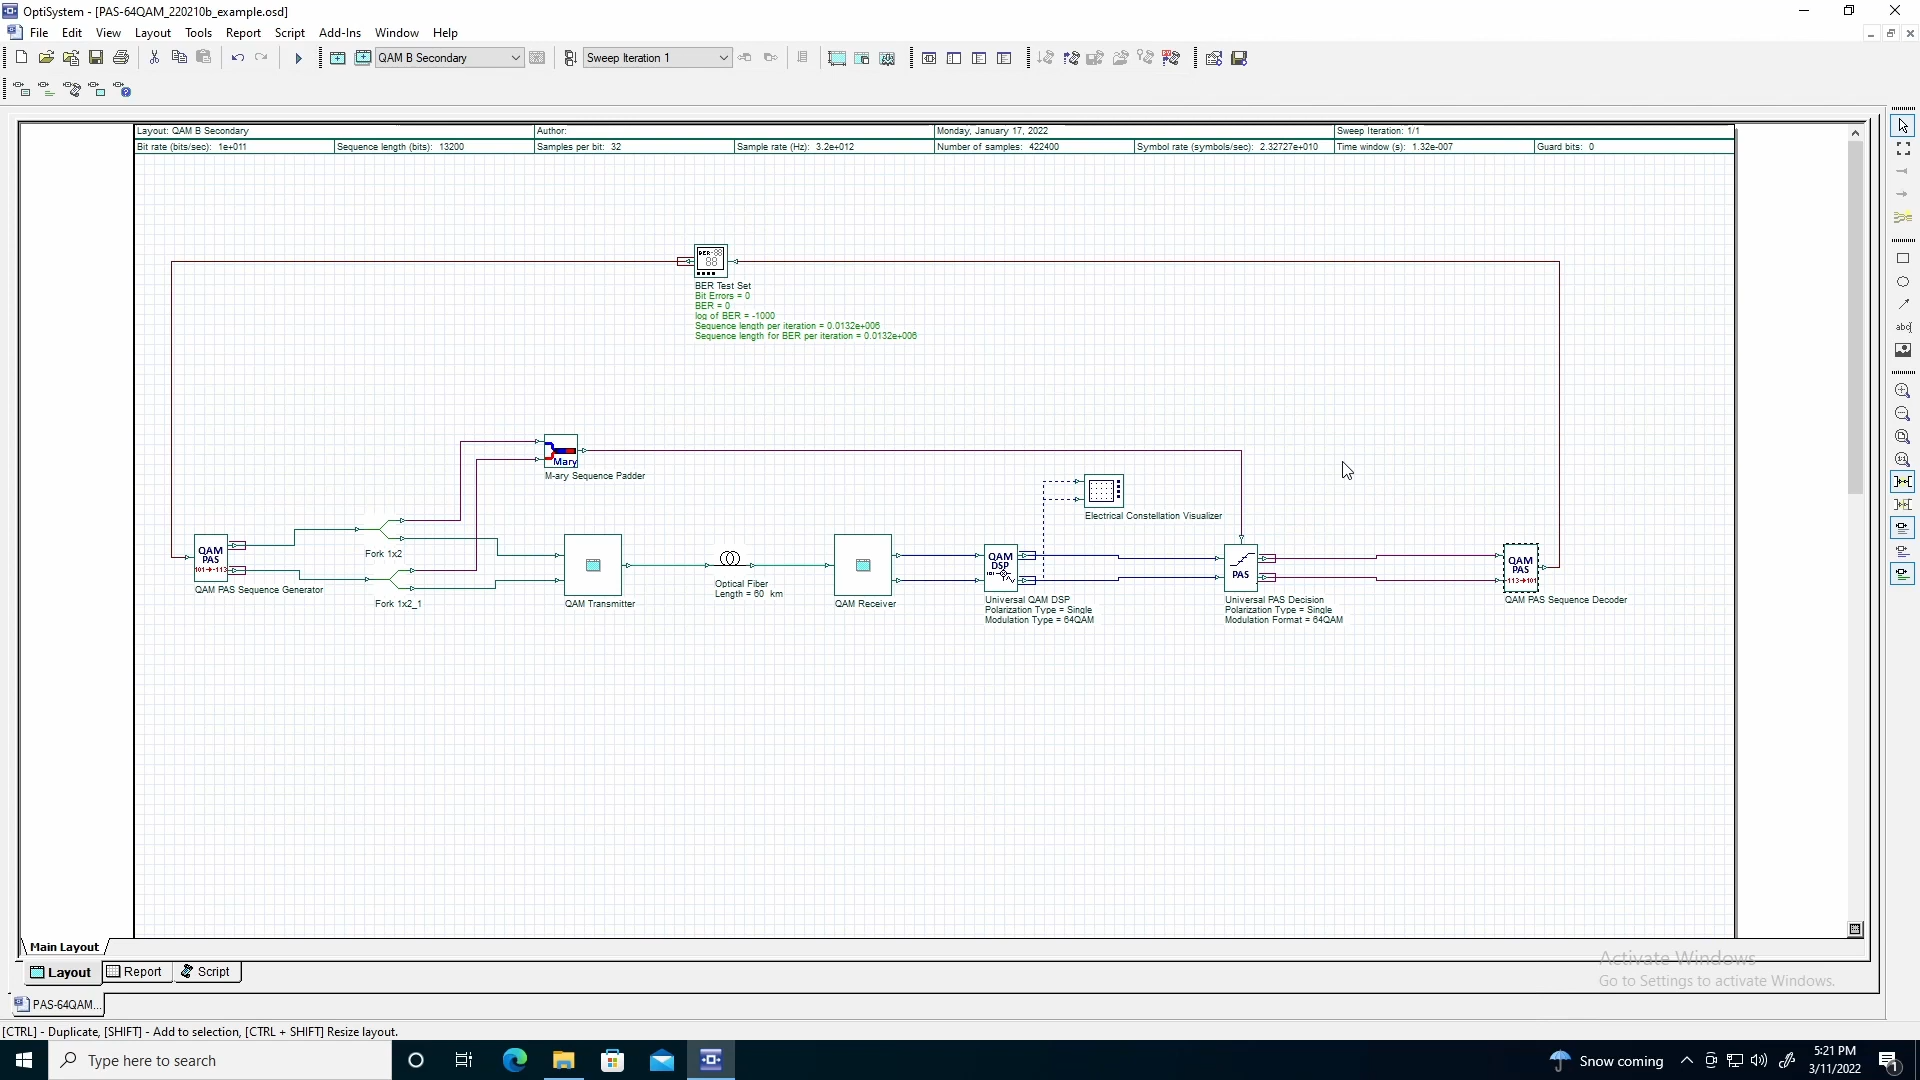 OptiSystem - [PAS-64QAM_220210b_example.osd]
File Edit View Layout Tools Report Script Add-Ins Window Help
QAM B Secondary Sweep Iteration 1
Layout: QAM B Secondary Author: Monday, January 17, 2022 Sweep Iteration: 1/1
Bit rate (bits/sec): 1e+011 Sequence length (bits): 13200 Samples per bit: 32 Sample rate (Hz): 3.2e+012 Number of samples: 422400 Symbol rate (symbols/sec): 2.32727e+010 Time window (s): 1.32e-007 Guard bits: 0
BER Test Set
Bit Errors = 0
BER = 0
log of BER = -1000
Sequence length per iteration = 0.0132e+006
Sequence length for BER per iteration = 0.0132e+006
Mary
M-ary Sequence Padder
Electrical Constellation Visualizer
QAM
PAS
101→113
QAM PAS Sequence Generator
Fork 1x2
Fork 1x2_1
QAM Transmitter
Optical Fiber
Length = 60 km
QAM Receiver
QAM
DSP
101
Universal QAM DSP
Polarization Type = Single
Modulation Type = 64QAM
PAS
Universal PAS Decision
Polarization Type = Single
Modulation Format = 64QAM
QAM
PAS
113→101
QAM PAS Sequence Decoder
abc
1:1
Main Layout
Layout Report Script
PAS-64QAM...
Activate Windows
Go to Settings to activate Windows.
[CTRL] - Duplicate, [SHIFT] - Add to selection, [CTRL + SHIFT] Resize layout.
Type here to search
Snow coming
5:21 PM
3/11/2022
1